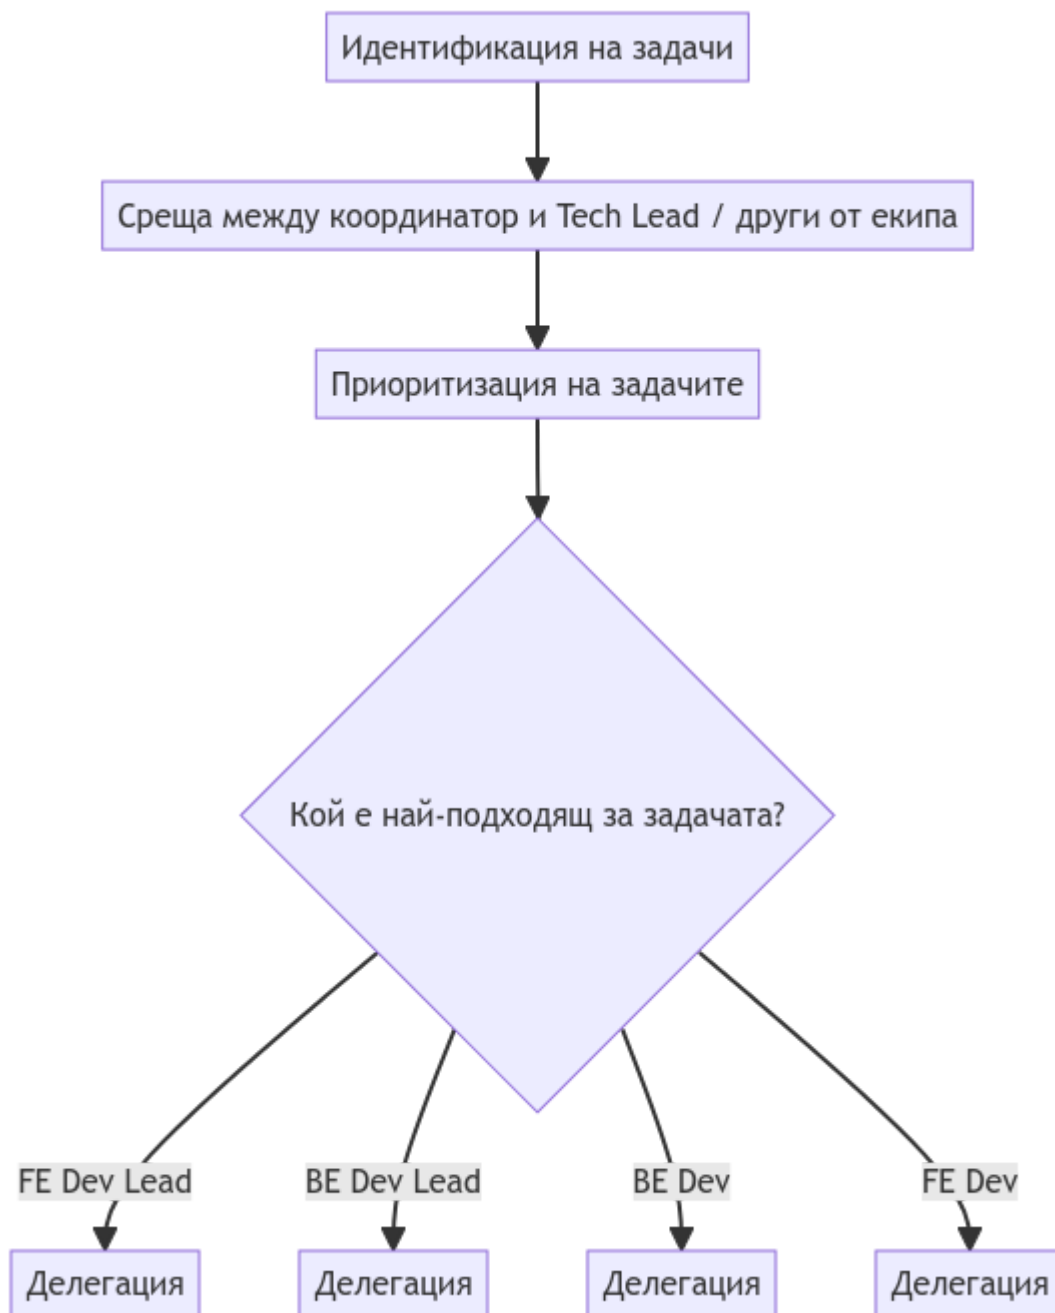 Идентификация на задачи
Среща между координатор и Tech Lead / други от екипа
Приоритизация на задачите
Кой е най-подходящ за задачата?
FE Dev Lead
BE Dev Lead
BE Dev
FE Dev
Делегация
Делегация
Делегация
Делегация